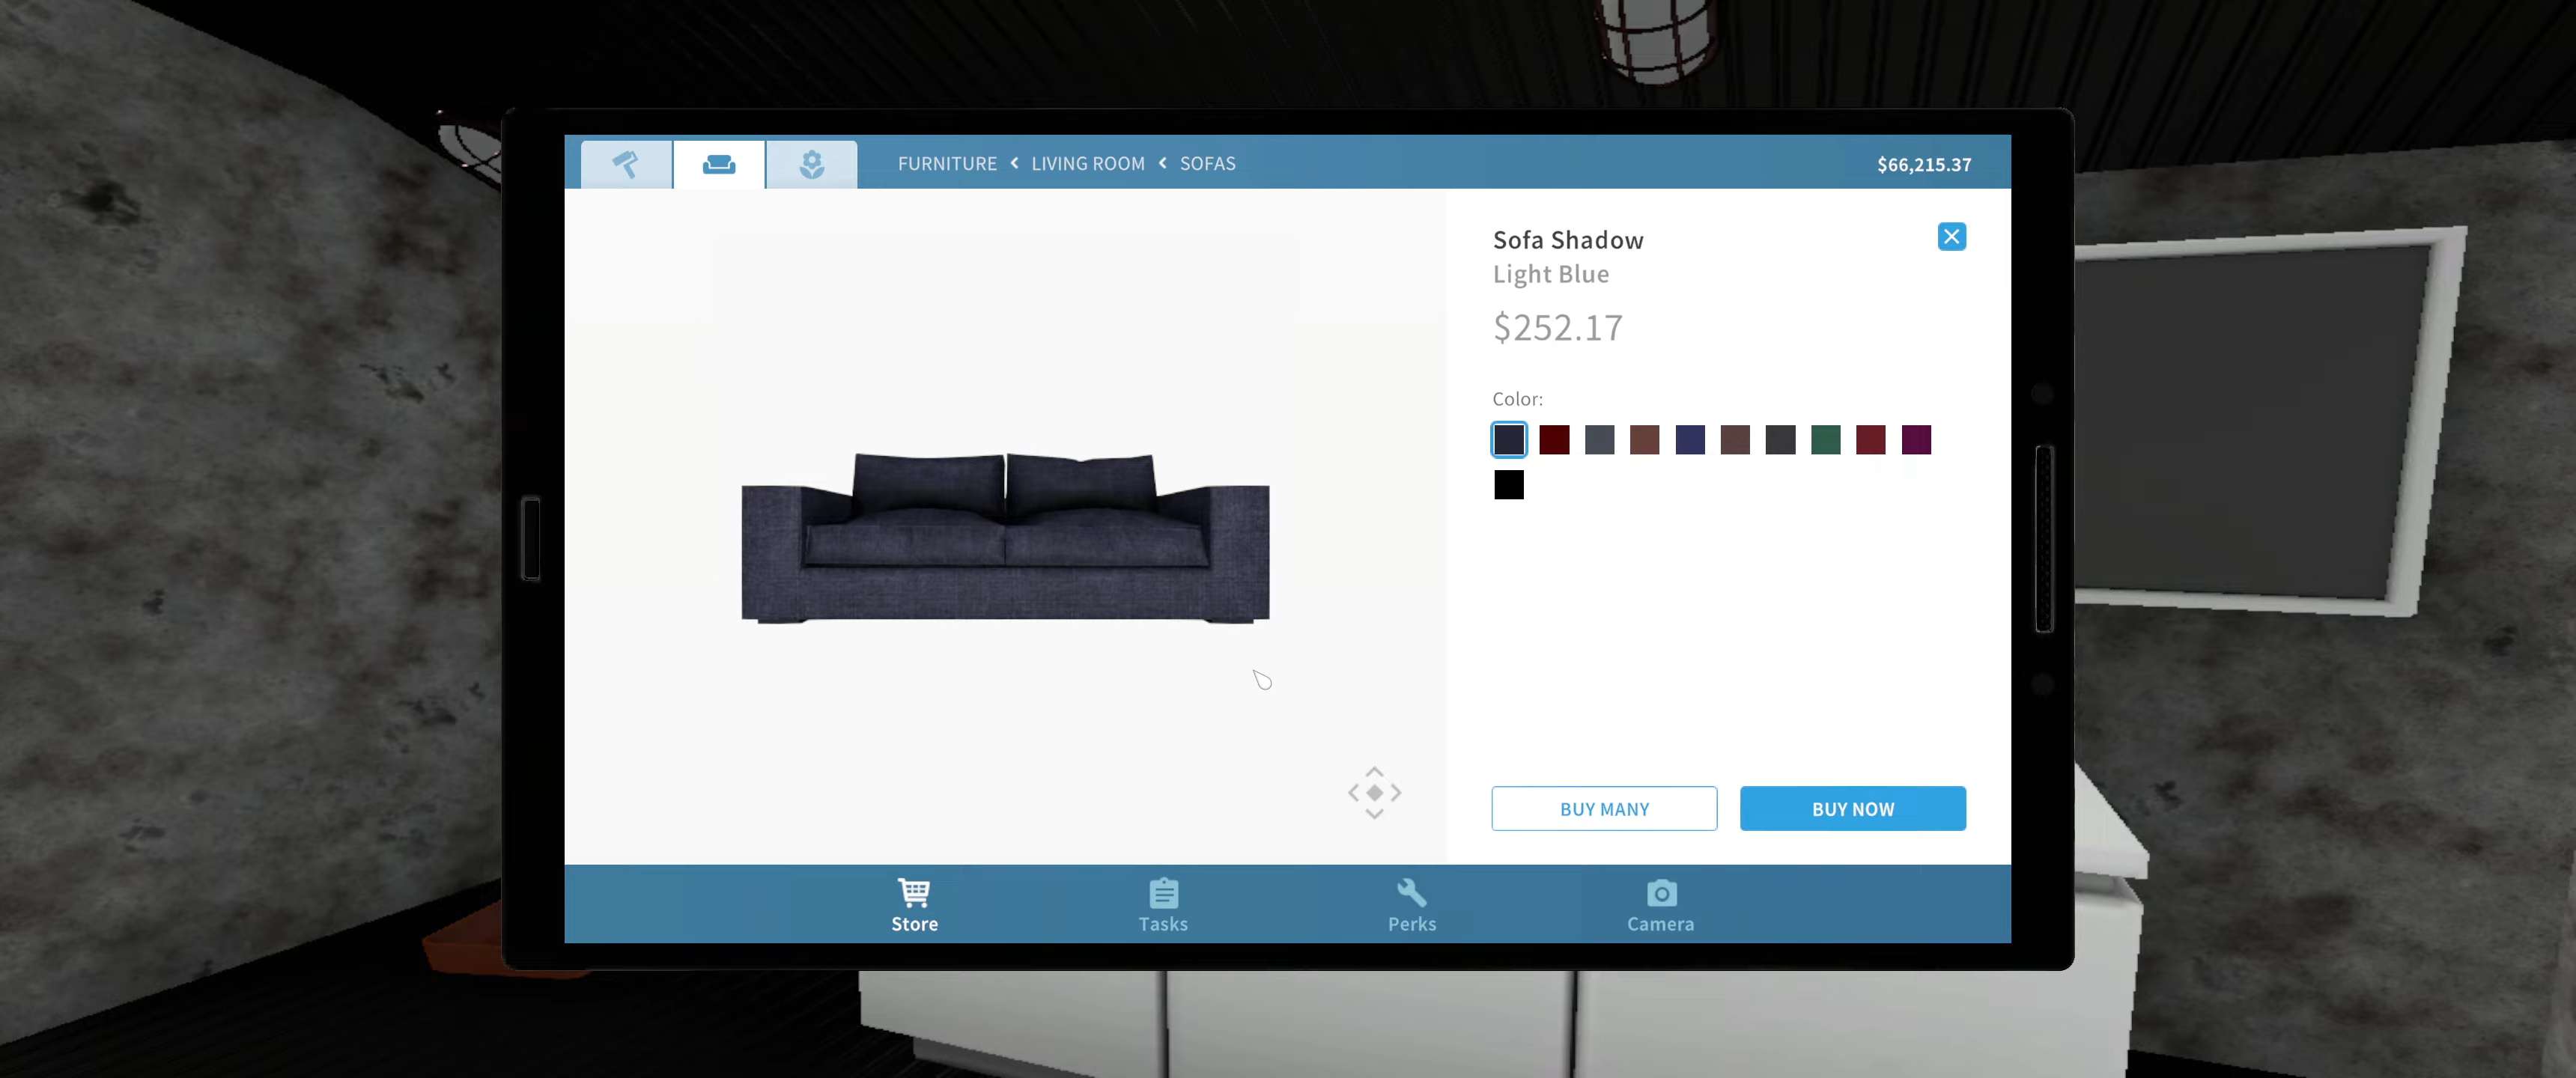 FURNITURE < LIVING ROOM < SOFAS
$66,215.37
Sofa Shadow
Light Blue
$252.17
Color:
BUY MANY
BUY NOW
Store
Tasks
Perks
Camera